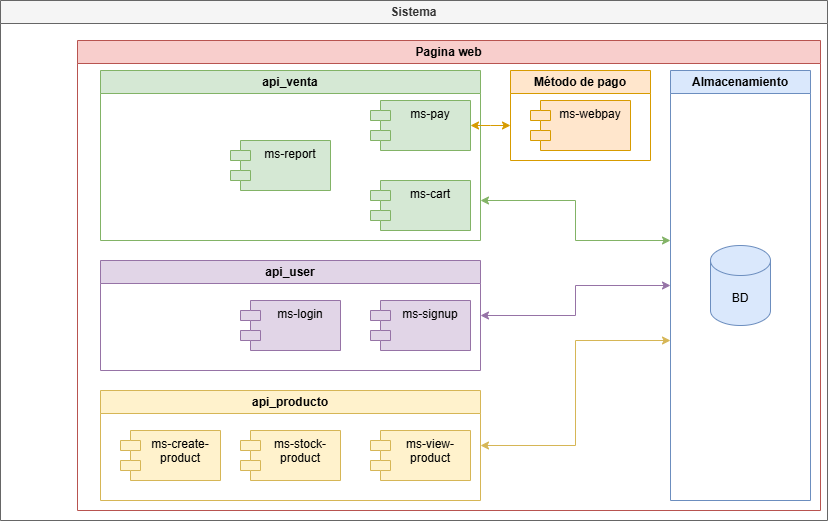 Sistema
Pagina web
api_venta
Método de pago
Almacenamiento
ms-pay
ms-webpay
ms-report
ms-cart
api_user
BD
ms-login
ms-signup
api_producto
ms-create-
product
ms-stock-
product
ms-view-
product